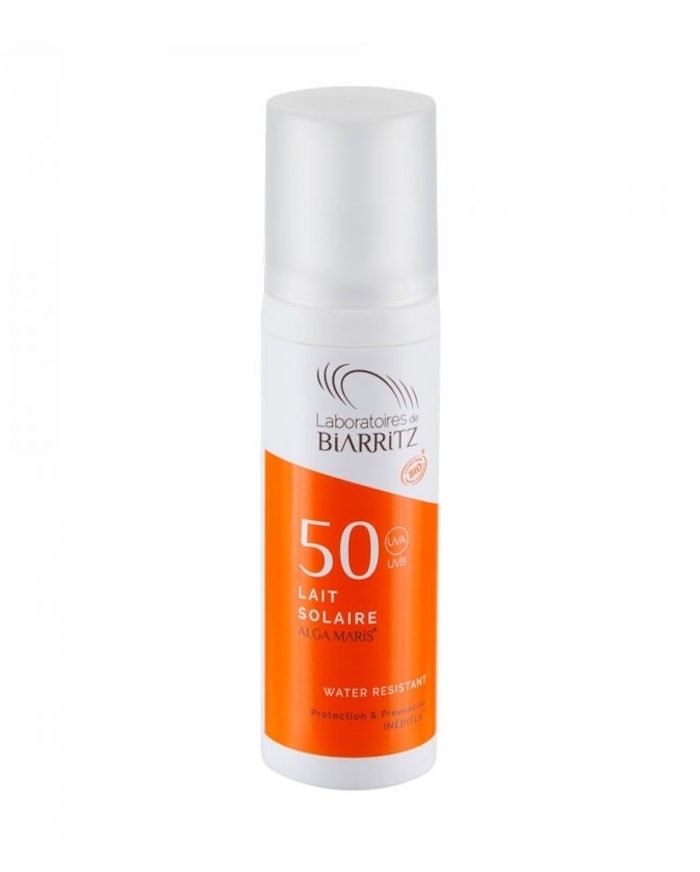 Laboratoires de
BiARRiTZ
BIO
50
UVA
UVB
LAIT
SOLAIRE
ALGA MARiS®
WATER RESISTANT
Protection & Prévention
INÉDITES*